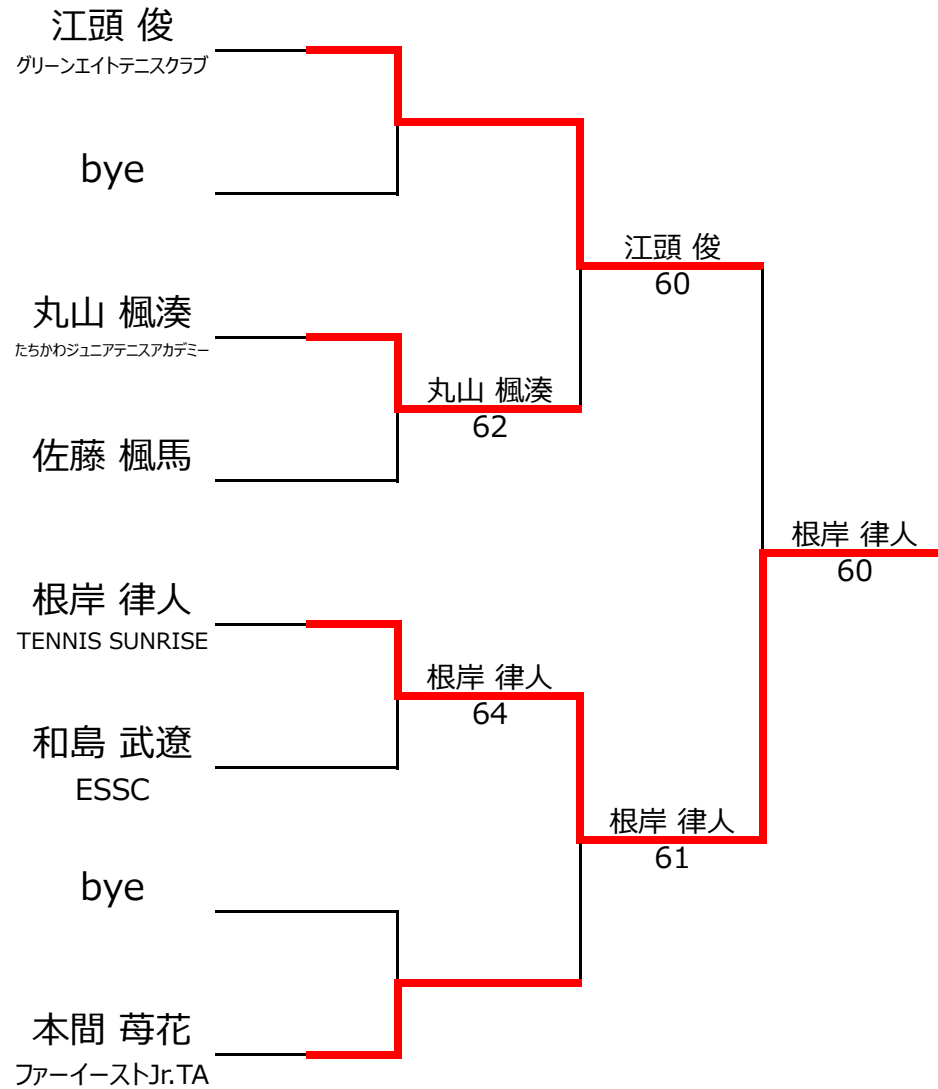 江頭 俊
グリーンエイトテニスクラブ
bye
江頭 俊
60
丸山 楓湊
たちかわジュニアテニスアカデミー
丸山 楓湊
62
佐藤 楓馬
根岸 律人
60
根岸 律人
TENNIS SUNRISE
根岸 律人
64
和島 武遼
ESSC
根岸 律人
61
bye
本間 苺花
ファーイーストJr.TA